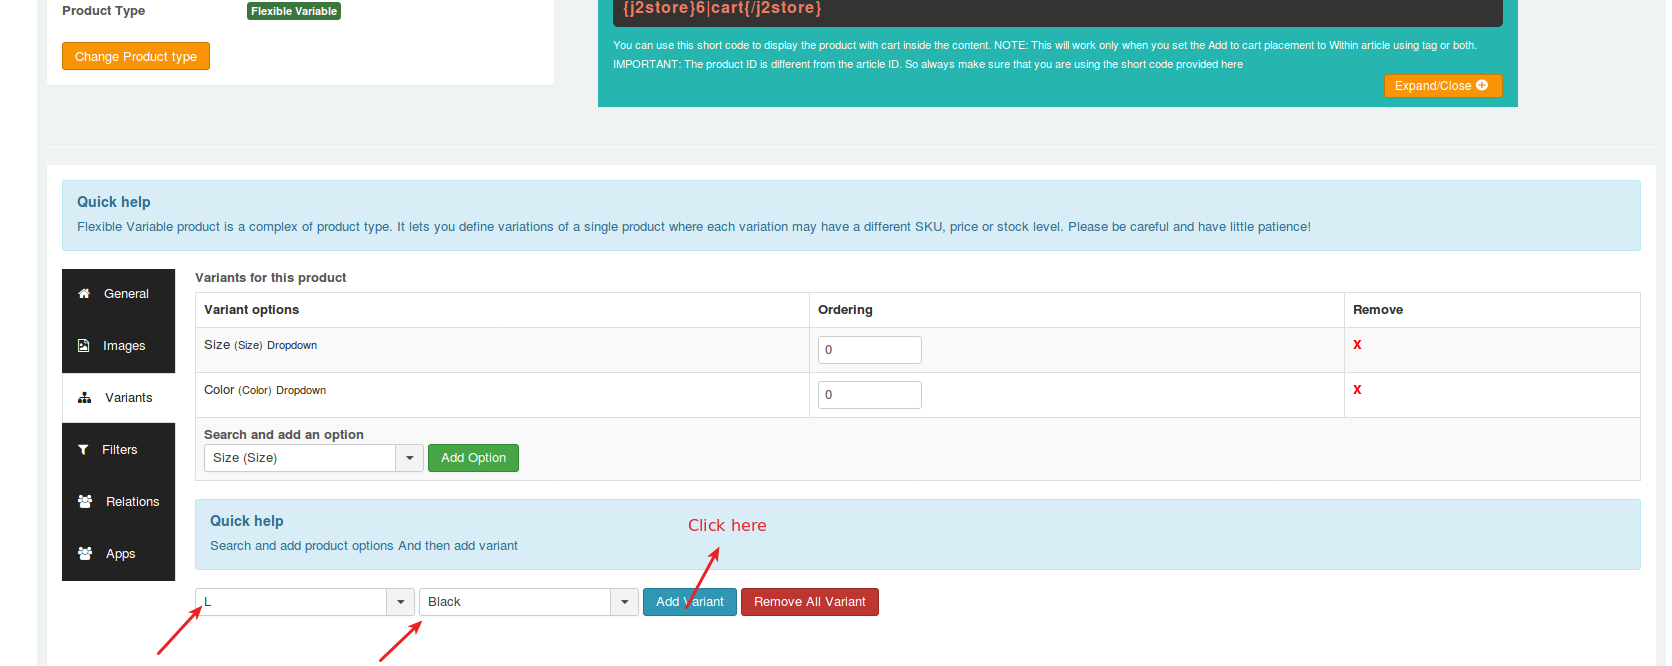 Product Type Flexible Variable
Change Product type
{j2store}6|cart{/j2store}
You can use this short code to display the product with cart inside the content. NOTE: This will work only when you set the Add to cart placement to Within article using tag or both.
IMPORTANT: The product ID is different from the article ID. So always make sure that you are using the short code provided here
Expand/Close
Quick help
Flexible Variable product is a complex of product type. It lets you define variations of a single product where each variation may have a different SKU, price or stock level. Please be careful and have little patience!
General
Images
Variants
Filters
Relations
Apps
Variants for this product
Variant options Ordering Remove
Size (Size) Dropdown 0 X
Color (Color) Dropdown 0 X
Search and add an option
Size (Size) Add Option
Quick help
Click here
Search and add product options And then add variant
L Black Add Variant Remove All Variant